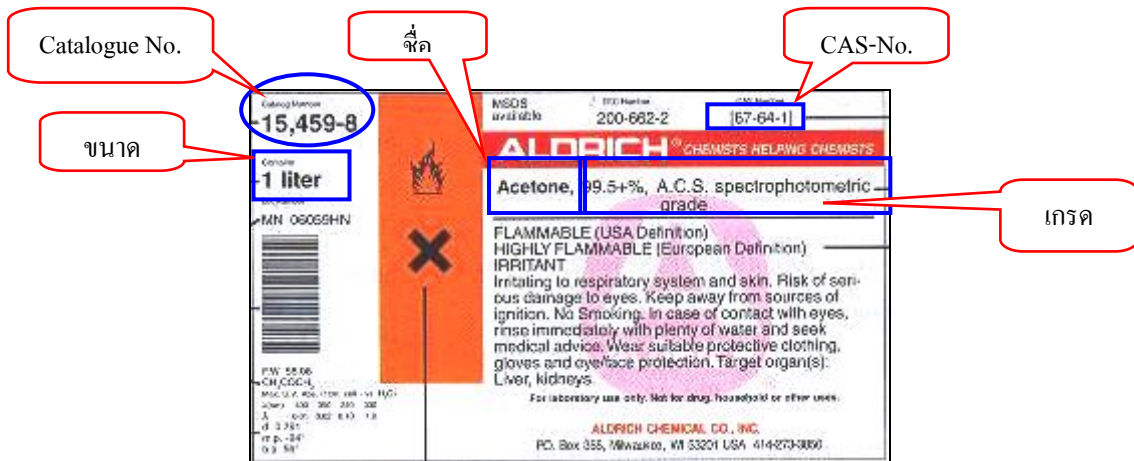 Catalogue No.
ชื่อ
CAS-No.
ขนาด
เกรด
Catalog Number
15,459-8
1 liter
MN 06059HN
F.W. 58.08
CH3COCH3
MSDS
available
200-662-2
[67-64-1]
ALDRICH® CHEMISTS HELPING CHEMISTS
Acetone, 99.5+%, A.C.S. spectrophotometric
grade
FLAMMABLE (USA Definition)
HIGHLY FLAMMABLE (European Definition)
IRRITANT
Irritating to respiratory system and skin. Risk of seri-
ous damage to eyes. Keep away from sources of
ignition. No Smoking. In case of contact with eyes,
rinse immediately with plenty of water and seek
medical advice. Wear suitable protective clothing,
gloves and eye/face protection. Target organ(s):
Liver, kidneys.
For laboratory use only. Not for drug, household or other uses.
ALDRICH CHEMICAL CO., INC.
P.O. Box 355, Milwaukee, WI 53201 USA 414-273-3850